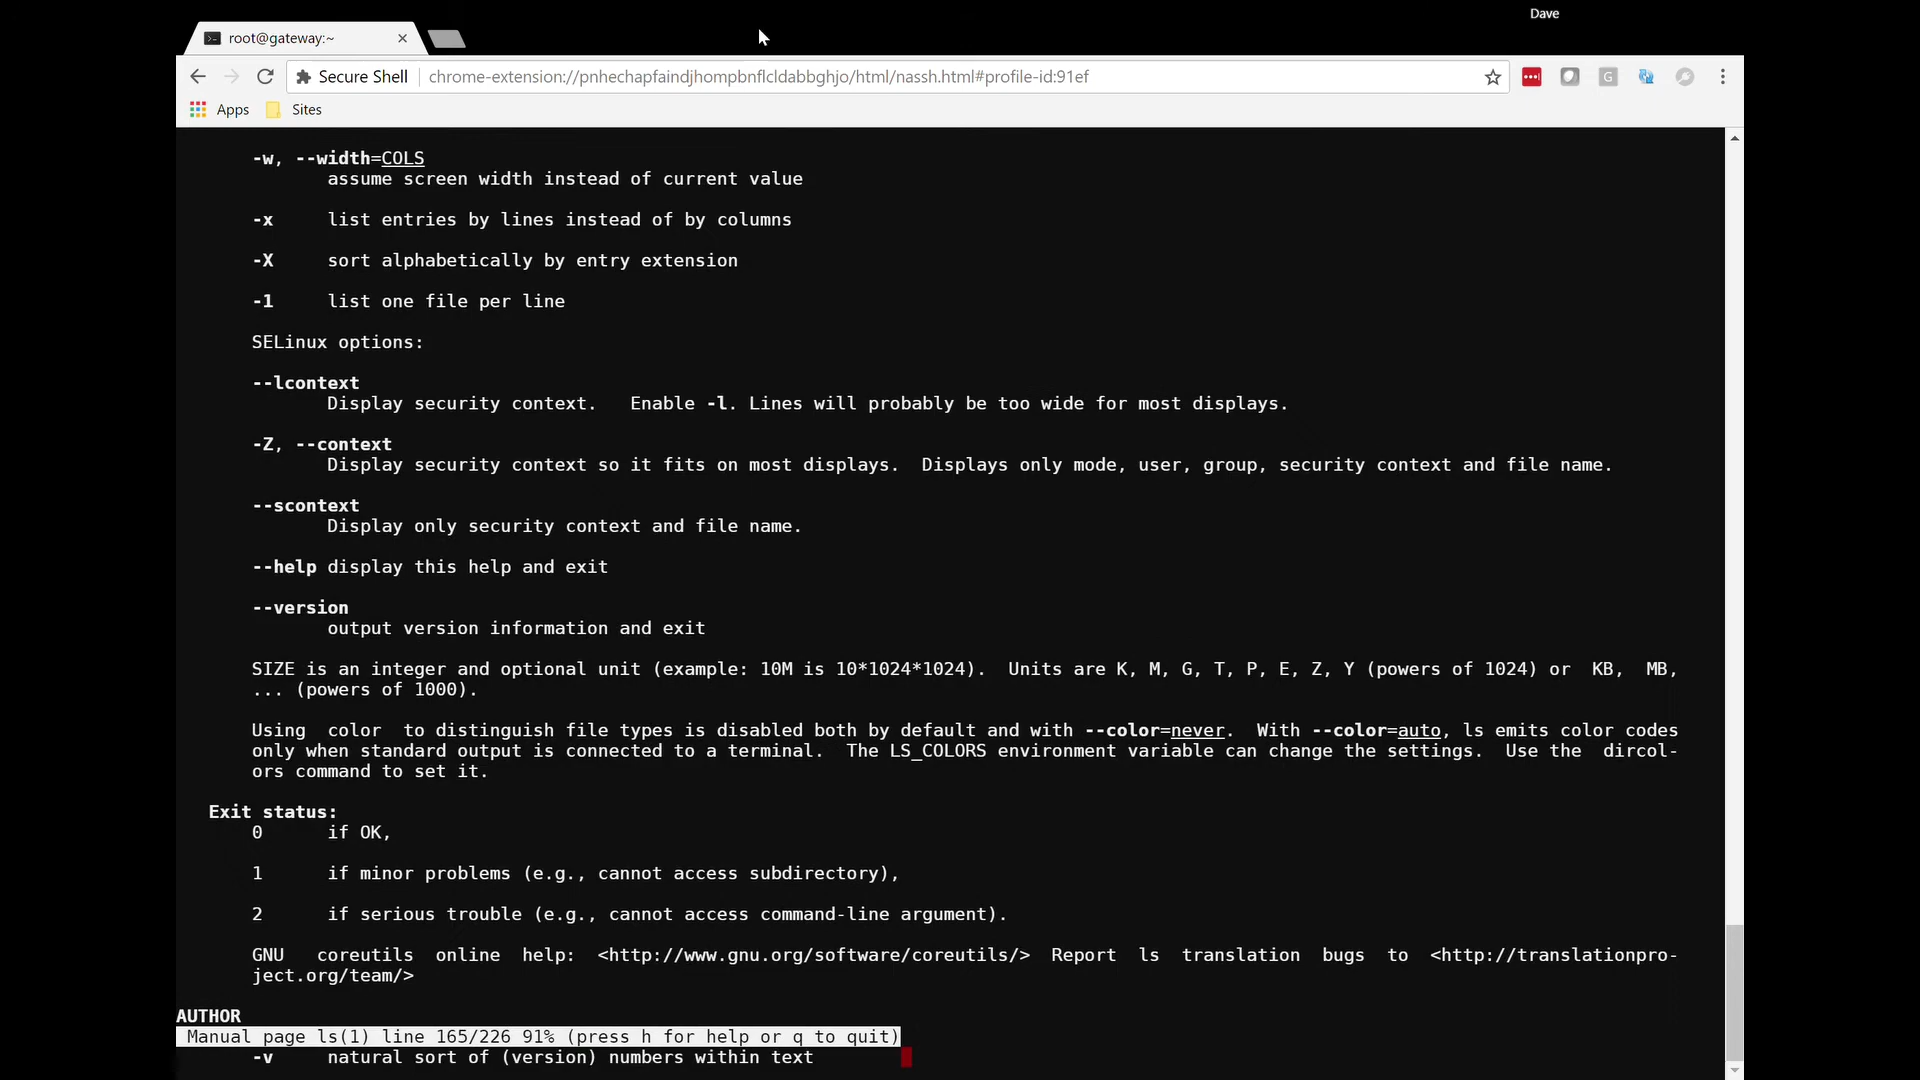 Dave
root@gateway:~
Secure Shell chrome-extension://pnhechapfaindjhompbnflcldabbghjo/html/nassh.html#profile-id:91ef
G
Apps Sites
-w, --width=COLS
assume screen width instead of current value
-x list entries by lines instead of by columns
-X sort alphabetically by entry extension
-1 list one file per line
SELinux options:
--lcontext
Display security context. Enable -l. Lines will probably be too wide for most displays.
-Z, --context
Display security context so it fits on most displays. Displays only mode, user, group, security context and file name.
--scontext
Display only security context and file name.
--help display this help and exit
--version
output version information and exit
SIZE is an integer and optional unit (example: 10M is 10*1024*1024). Units are K, M, G, T, P, E, Z, Y (powers of 1024) or KB, MB,
... (powers of 1000).
Using color to distinguish file types is disabled both by default and with --color=never. With --color=auto, ls emits color codes
only when standard output is connected to a terminal. The LS_COLORS environment variable can change the settings. Use the dircol-
ors command to set it.
Exit status:
0 if OK,
1 if minor problems (e.g., cannot access subdirectory),
2 if serious trouble (e.g., cannot access command-line argument).
GNU coreutils online help: <http://www.gnu.org/software/coreutils/> Report ls translation bugs to <http://translationpro-
ject.org/team/>
AUTHOR
Manual page ls(1) line 165/226 91% (press h for help or q to quit)
-v natural sort of (version) numbers within text